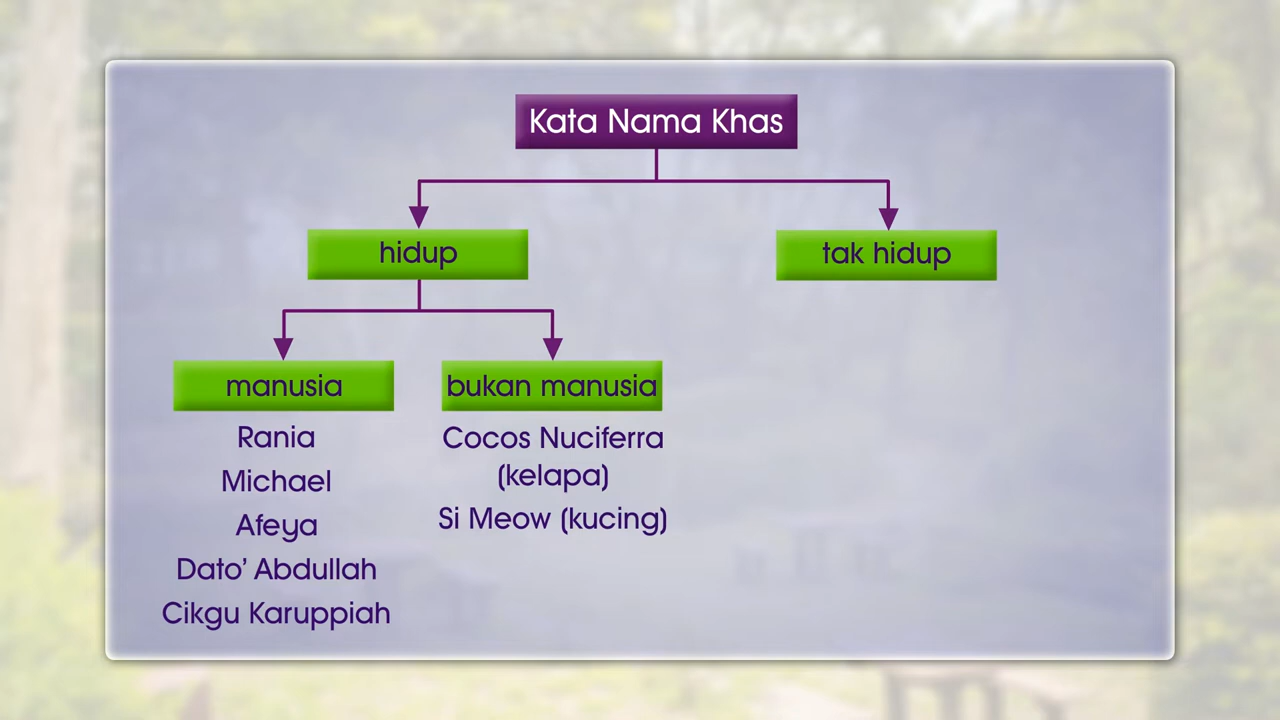 Kata Nama Khas
hidup
tak hidup
manusia
bukan manusia
Rania
Michael
Afeya
Dato' Abdullah
Cikgu Karuppiah
Cocos Nuciferra
(kelapa)
Si Meow (kucing)